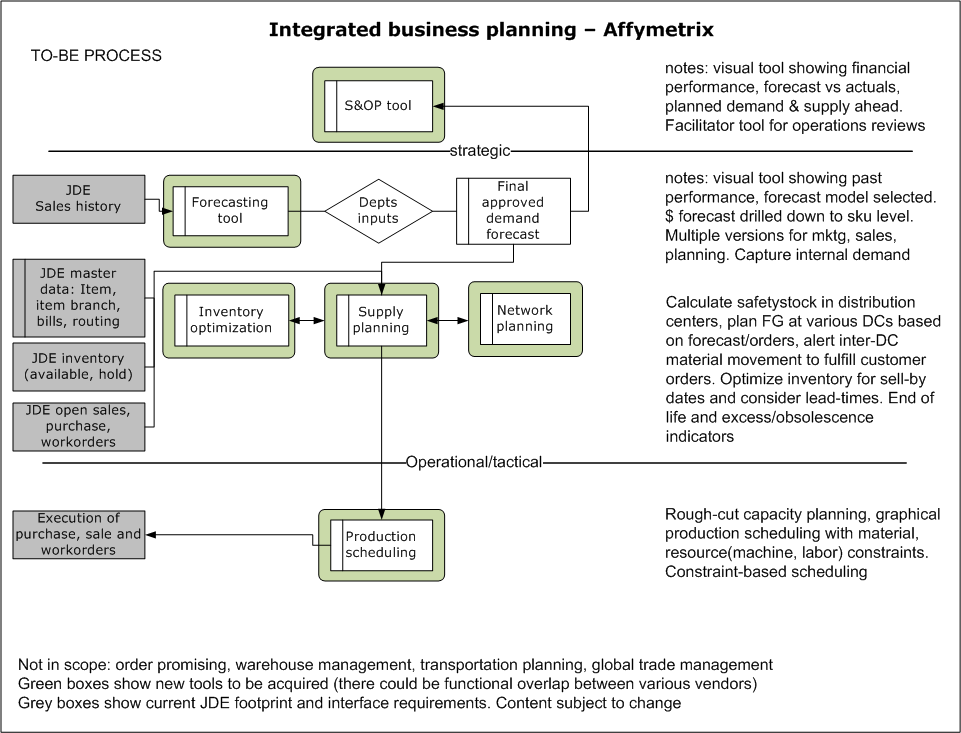 Integrated business planning – Affymetrix
TO-BE PROCESS
S&OP tool
notes: visual tool showing financial
performance, forecast vs actuals,
planned demand & supply ahead.
Facilitator tool for operations reviews
strategic
JDE
Sales history
Forecasting
tool
Depts
inputs
Final
approved
demand
forecast
notes: visual tool showing past
performance, forecast model selected.
$ forecast drilled down to sku level.
Multiple versions for mktg, sales,
planning. Capture internal demand
JDE master
data: Item,
item branch,
bills, routing
Inventory
optimization
Supply
planning
Network
planning
JDE inventory
(available, hold)
JDE open sales,
purchase,
workorders
Calculate safetystock in distribution
centers, plan FG at various DCs based
on forecast/orders, alert inter-DC
material movement to fulfill customer
orders. Optimize inventory for sell-by
dates and consider lead-times. End of
life and excess/obsolescence
indicators
Operational/tactical
Execution of
purchase, sale and
workorders
Production
scheduling
Rough-cut capacity planning, graphical
production scheduling with material,
resource(machine, labor) constraints.
Constraint-based scheduling
Not in scope: order promising, warehouse management, transportation planning, global trade management
Green boxes show new tools to be acquired (there could be functional overlap between various vendors)
Grey boxes show current JDE footprint and interface requirements. Content subject to change